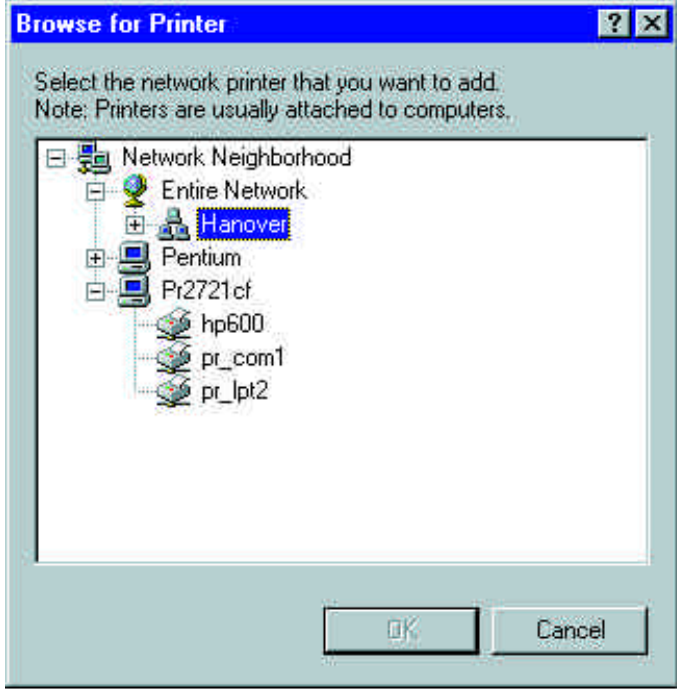 Browse for Printer
Select the network printer that you want to add.
Note: Printers are usually attached to computers.
Network Neighborhood
Entire Network
Hanover
Pentium
Pr2721cf
hp600
pr_com1
pr_lpt2
OK
Cancel